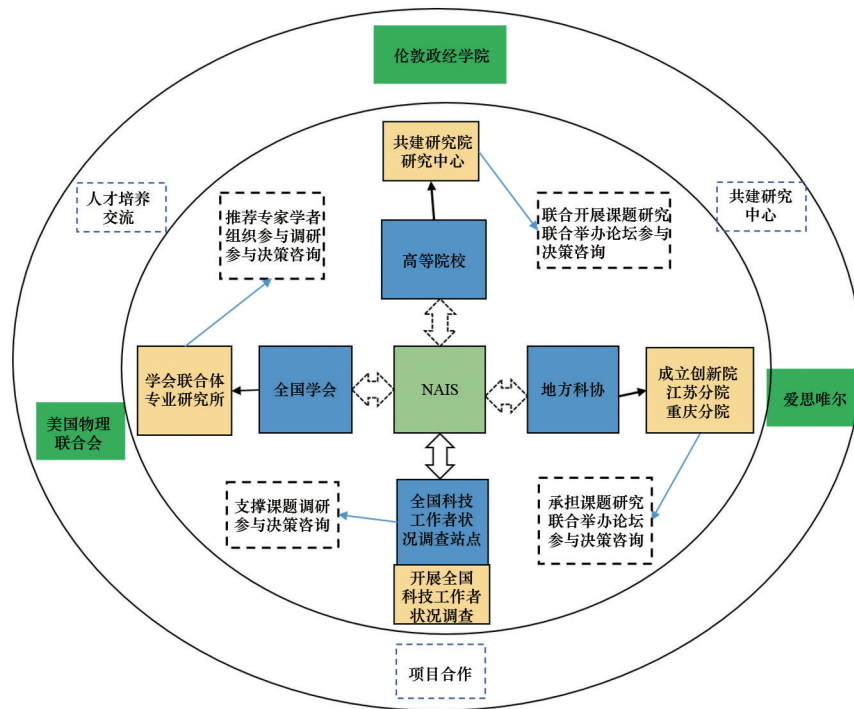 伦敦政经学院
共建研究院
研究中心
人才培养
交流
共建研究
中心
推荐专家学者
组织参与调研
参与决策咨询
联合开展课题研究
联合举办论坛参与
决策咨询
高等院校
学会联合体
专业研究所
全国学会
NAIS
地方科协
成立创新院
江苏分院
重庆分院
爱思唯尔
美国物理
联合会
支撑课题调研
参与决策咨询
全国科技
工作者状
况调查站点
承担课题研究
联合举办论坛
参与决策咨询
开展全国
科技工作者
状况调查
项目合作